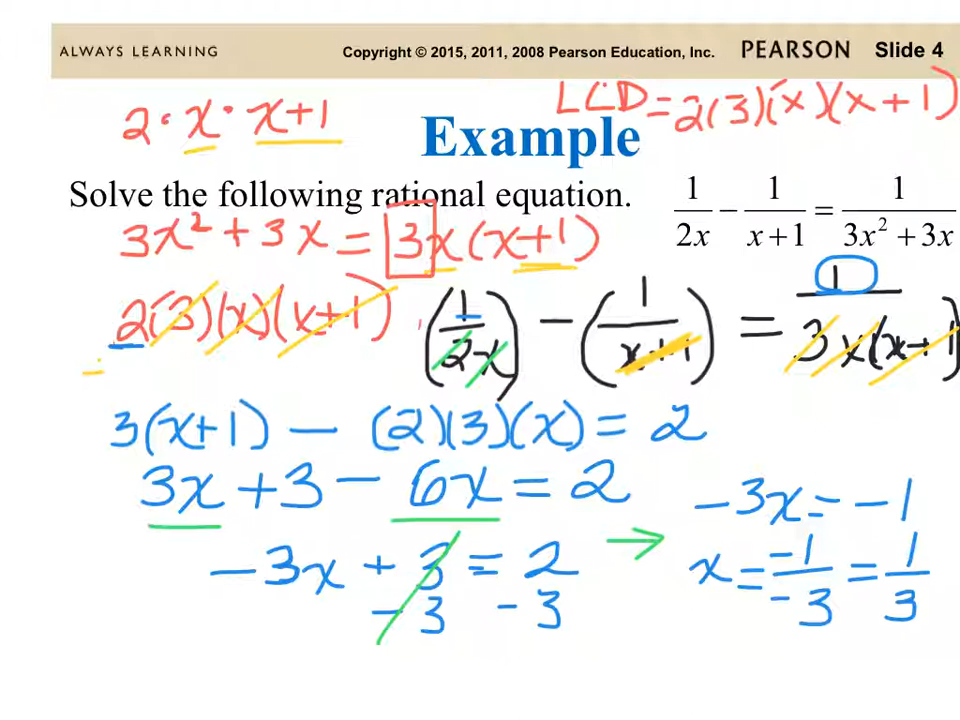 ALWAYS LEARNING Copyright © 2015, 2011, 2008 Pearson Education, Inc. PEARSON Slide 4
2 · x · x+1 LCD = 2(3)(x)(x+1)
Example
Solve the following rational equation. 1/2x − 1/x+1 = 1/3x² + 3x
3x² + 3x = 3x(x+1)
2(3)(x)(x+1) (1/2x) − (1/x+1) = 1/3x(x+1)
3(x+1) − (2)(3)(x) = 2
3x + 3 − 6x = 2
-3x = -1
-3x + 3 = 2 → x = -1/-3 = 1/3
-3 -3